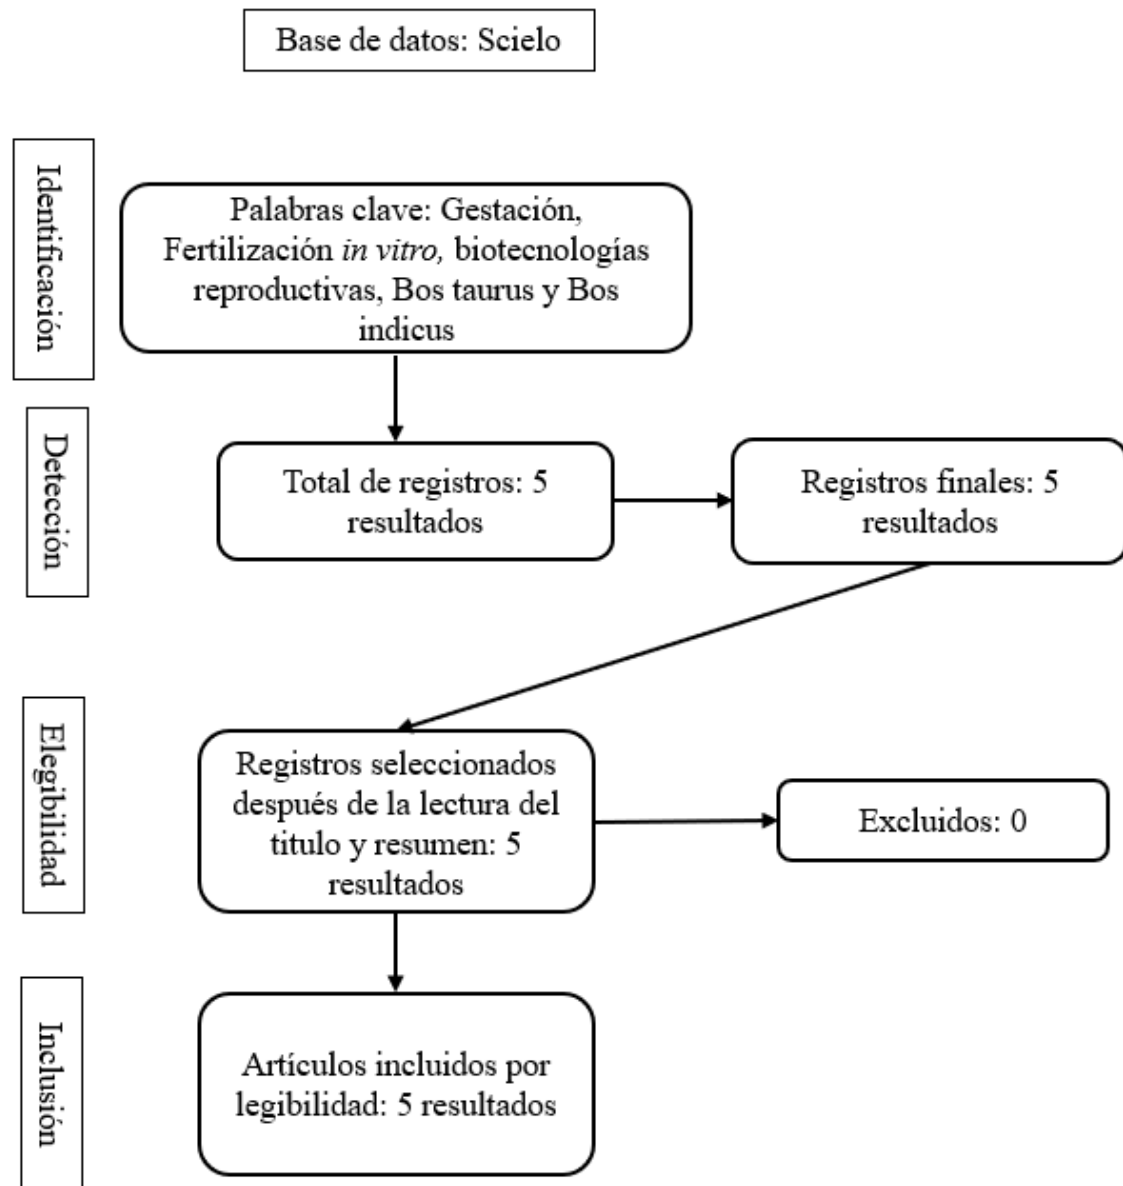 Base de datos: Scielo
Identificación
Palabras clave: Gestación,
Fertilización in vitro, biotecnologías
reproductivas, Bos taurus y Bos
indicus
Detección
Total de registros: 5
resultados
Registros finales: 5
resultados
Elegibilidad
Registros seleccionados
después de la lectura del
titulo y resumen: 5
resultados
Excluidos: 0
Inclusión
Artículos incluidos por
legibilidad: 5 resultados